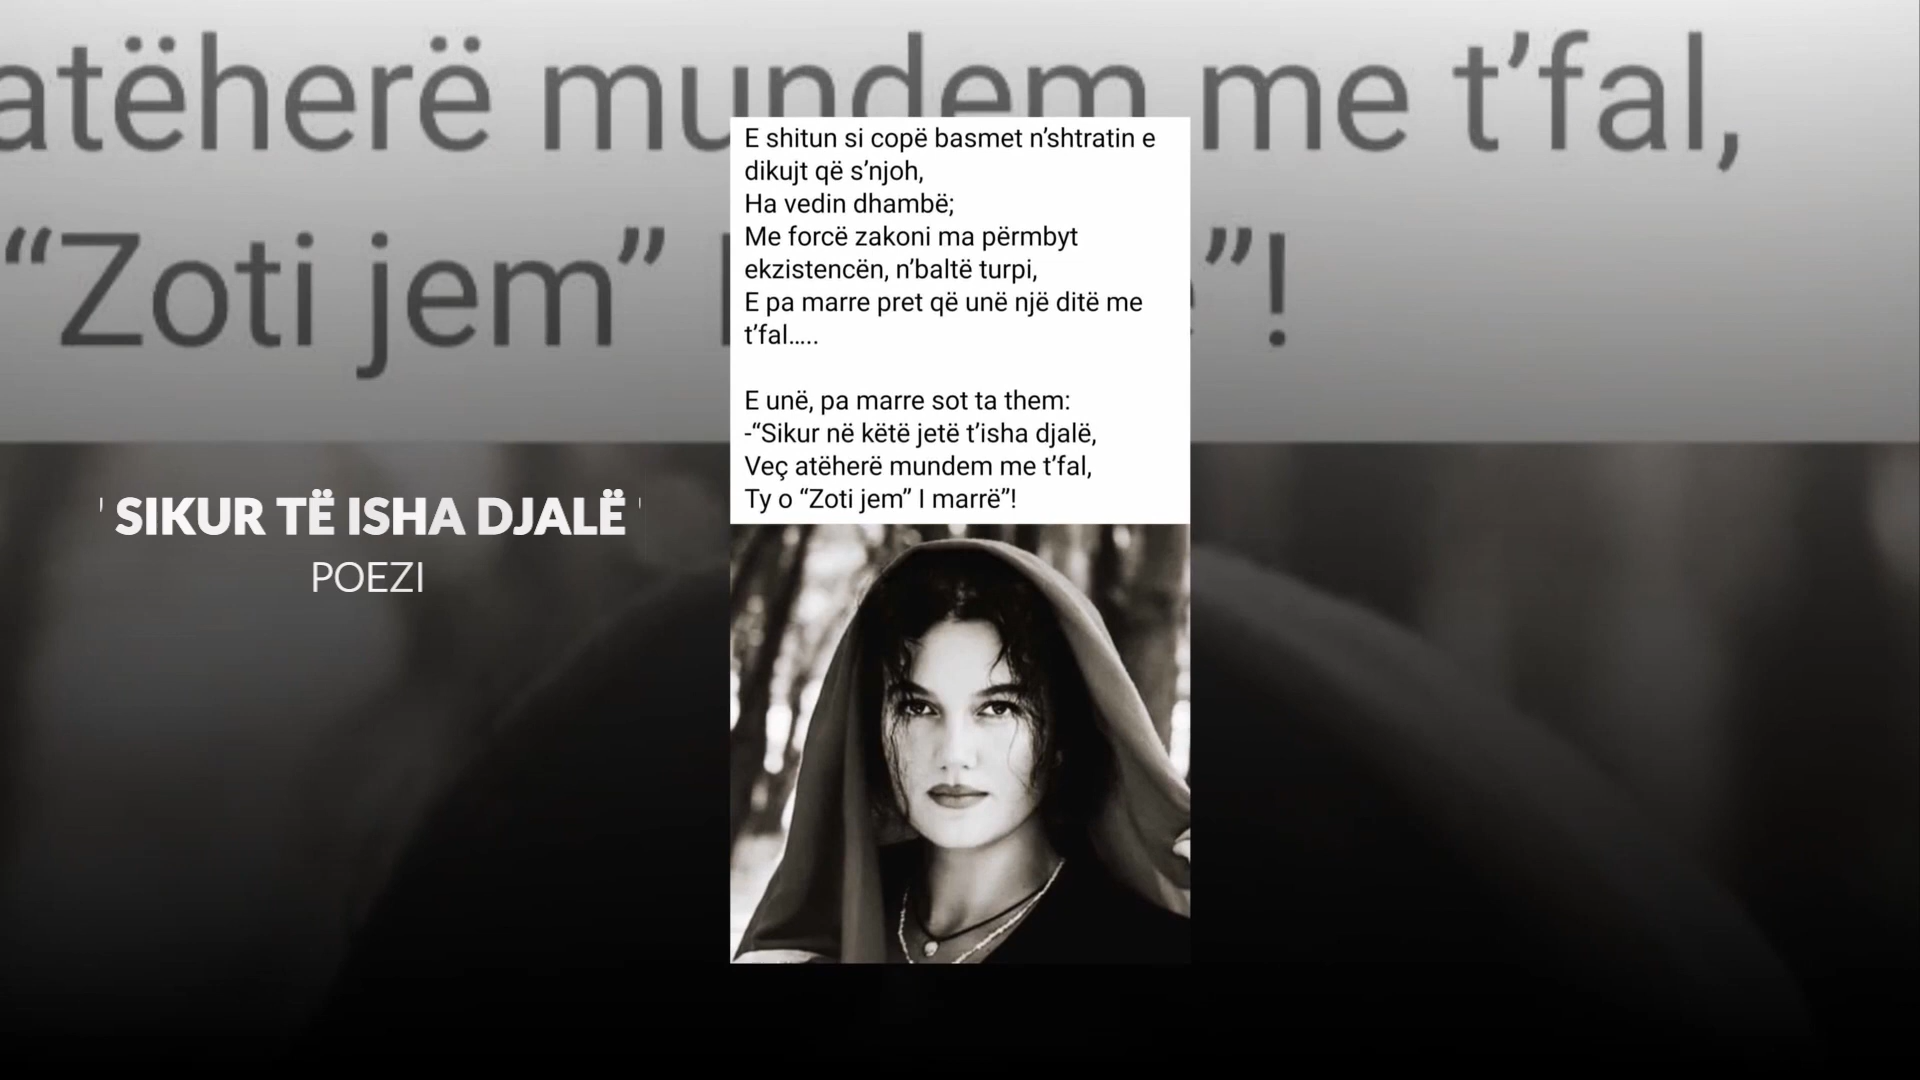 atëherë mundem me t’fal,
“Zoti jem” ”!
E shitun si copë basmet n’shtratin e
dikujt që s’njoh,
Ha vedin dhambë;
Me forcë zakoni ma përmbyt
ekzistencën, n’baltë turpi,
E pa marre pret që unë një ditë me
t’fal.....
E unë, pa marre sot ta them:
-“Sikur në këtë jetë t’isha djalë,
Veç atëherë mundem me t’fal,
Ty o “Zoti jem” I marrë”!
' SIKUR TË ISHA DJALË '
POEZI